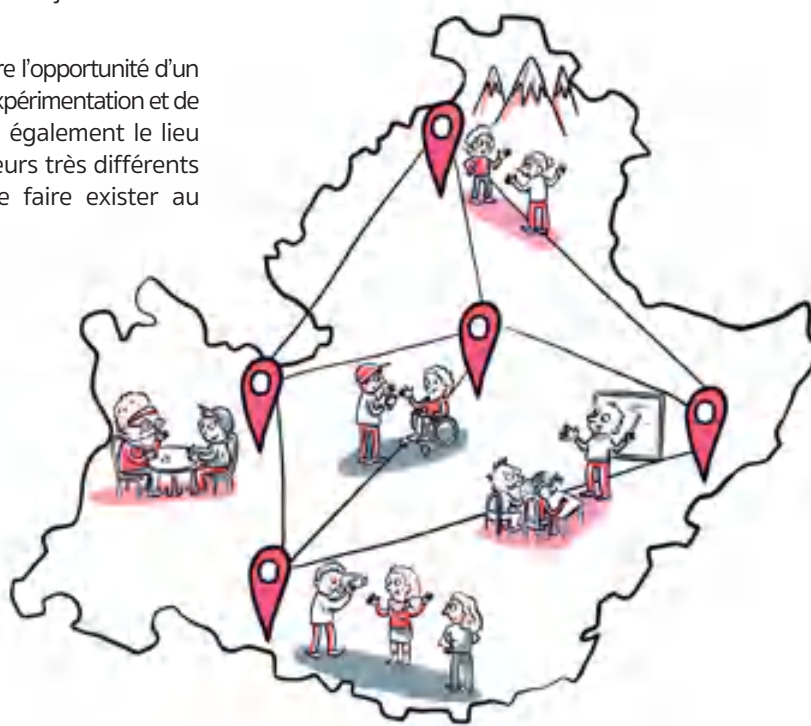 re l'opportunité d'un
xpérimentation et de
également le lieu
eurs très différents
e faire exister au